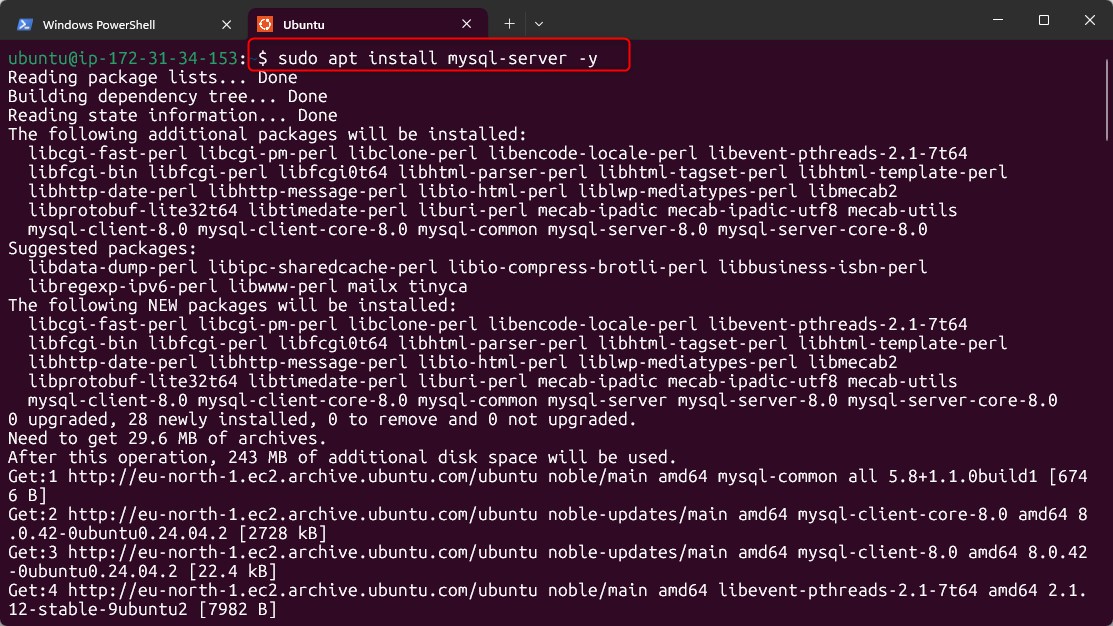 Windows PowerShell
Ubuntu
ubuntu@ip-172-31-34-153: $ sudo apt install mysql-server -y
Reading package lists... Done
Building dependency tree... Done
Reading state information... Done
The following additional packages will be installed:
  libcgi-fast-perl libcgi-pm-perl libclone-perl libencode-locale-perl libevent-pthreads-2.1-7t64
  libfcgi-bin libfcgi-perl libfcgi0t64 libhtml-parser-perl libhtml-tagset-perl libhtml-template-perl
  libhttp-date-perl libhttp-message-perl libio-html-perl liblwp-mediatypes-perl libmecab2
  libprotobuf-lite32t64 libtimedate-perl liburi-perl mecab-ipadic mecab-ipadic-utf8 mecab-utils
  mysql-client-8.0 mysql-client-core-8.0 mysql-common mysql-server-8.0 mysql-server-core-8.0
Suggested packages:
  libdata-dump-perl libipc-sharedcache-perl libio-compress-brotli-perl libbusiness-isbn-perl
  libregexp-ipv6-perl libwww-perl mailx tinyca
The following NEW packages will be installed:
  libcgi-fast-perl libcgi-pm-perl libclone-perl libencode-locale-perl libevent-pthreads-2.1-7t64
  libfcgi-bin libfcgi-perl libfcgi0t64 libhtml-parser-perl libhtml-tagset-perl libhtml-template-perl
  libhttp-date-perl libhttp-message-perl libio-html-perl liblwp-mediatypes-perl libmecab2
  libprotobuf-lite32t64 libtimedate-perl liburi-perl mecab-ipadic mecab-ipadic-utf8 mecab-utils
  mysql-client-8.0 mysql-client-core-8.0 mysql-common mysql-server mysql-server-8.0 mysql-server-core-8.0
0 upgraded, 28 newly installed, 0 to remove and 0 not upgraded.
Need to get 29.6 MB of archives.
After this operation, 243 MB of additional disk space will be used.
Get:1 http://eu-north-1.ec2.archive.ubuntu.com/ubuntu noble/main amd64 mysql-common all 5.8+1.1.0build1 [674
6 B]
Get:2 http://eu-north-1.ec2.archive.ubuntu.com/ubuntu noble-updates/main amd64 mysql-client-core-8.0 amd64 8
.0.42-0ubuntu0.24.04.2 [2728 kB]
Get:3 http://eu-north-1.ec2.archive.ubuntu.com/ubuntu noble-updates/main amd64 mysql-client-8.0 amd64 8.0.42
-0ubuntu0.24.04.2 [22.4 kB]
Get:4 http://eu-north-1.ec2.archive.ubuntu.com/ubuntu noble/main amd64 libevent-pthreads-2.1-7t64 amd64 2.1.
12-stable-9ubuntu2 [7982 B]